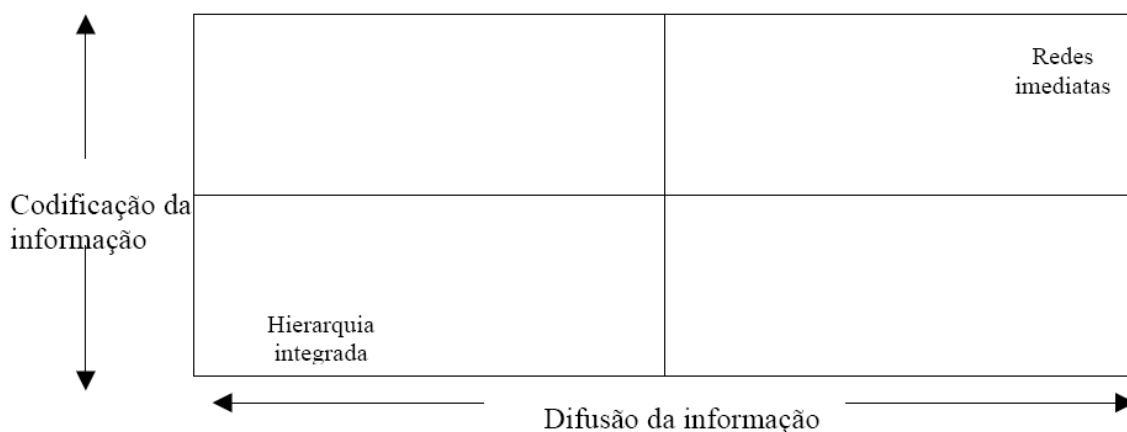 Redes
imediatas
Codificação da
informação
Hierarquia
integrada
Difusão da informação